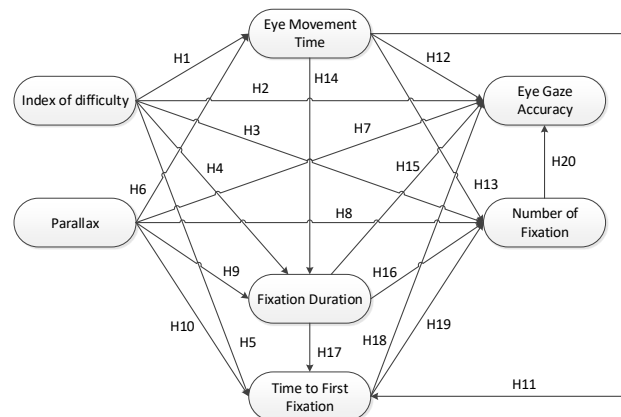 Eye Movement
Time
H1
H12
H14
H2
Index of difficulty
Eye Gaze
Accuracy
H3
H7
H4
H15
H20
H6
H13
Parallax
H8
Number of
Fixation
H9
H16
Fixation Duration
H10
H5
H17
H18
H19
Time to First
Fixation
H11